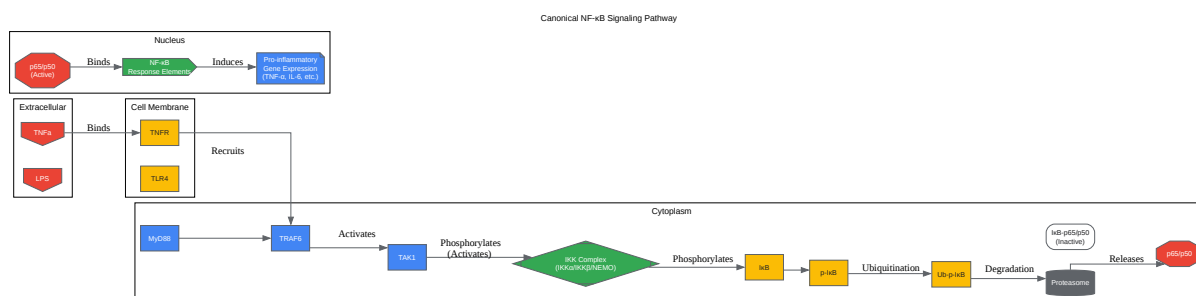 Canonical NF-κB Signaling Pathway
Nucleus
p65/p50
(Active)
Binds
NF-κB
Response Elements
Induces
Pro-inflammatory
Gene Expression
(TNF-α, IL-6, etc.)
Extracellular
Cell Membrane
TNFa
Binds
TNFR
Recruits
LPS
TLR4
Cytoplasm
MyD88
TRAF6
Activates
TAK1
Phosphorylates
(Activates)
IKK Complex
(IKKα/IKKβ/NEMO)
Phosphorylates
IκB
p-IκB
Ubiquitination
Ub-p-IκB
Degradation
IκB-p65/p50
(Inactive)
Proteasome
Releases
p65/p50